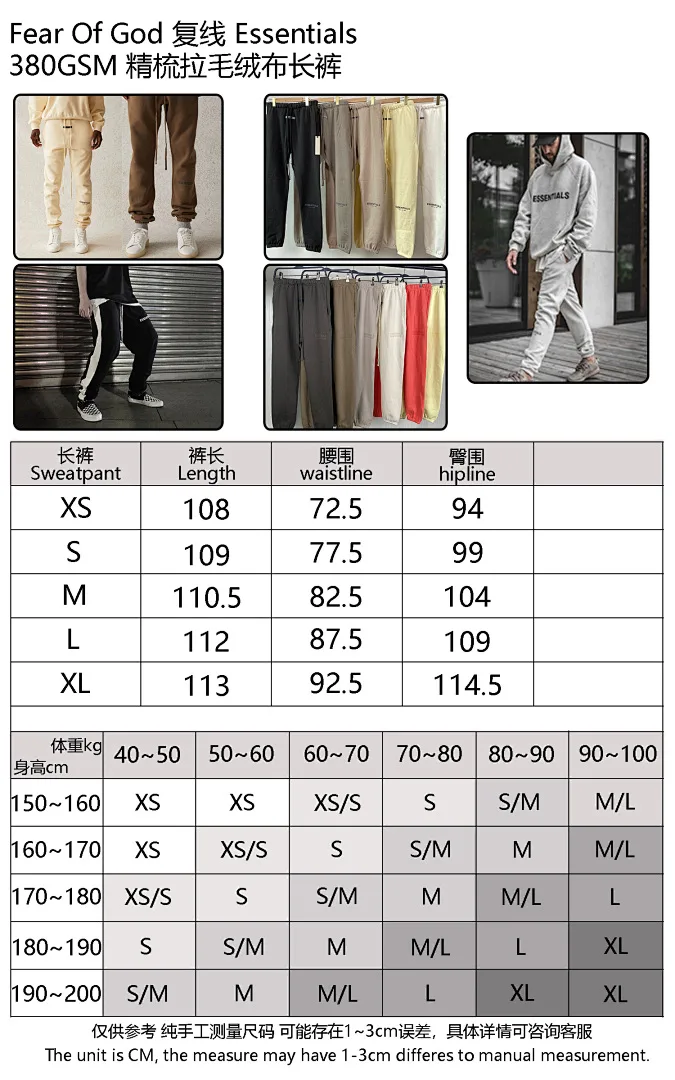 Fear Of God 复线 Essentials
380GSM 精梳拉毛绒布长裤
ESSENTIALS
长裤 裤长 腰围 臀围
Sweatpant Length waistline hipline
XS 108 72.5 94
S 109 77.5 99
M 110.5 82.5 104
L 112 87.5 109
XL 113 92.5 114.5
体重kg
身高cm 40~50 50~60 60~70 70~80 80~90 90~100
150~160 XS XS XS/S S S/M M/L
160~170 XS XS/S S S/M M M/L
170~180 XS/S S S/M M M/L L
180~190 S S/M M M/L L XL
190~200 S/M M M/L L XL XL
仅供参考 纯手工测量尺码 可能存在1~3cm误差，具体详情可咨询客服
The unit is CM, the measure may have 1-3cm differes to manual measurement.